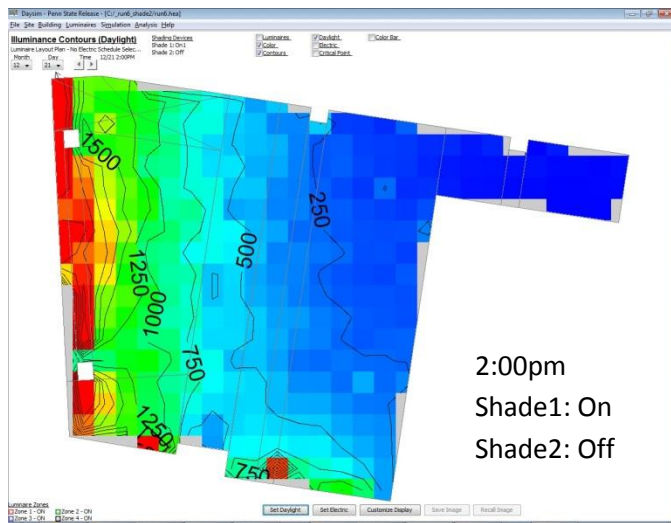 Daysim - Penn State Release - [C:/_run6_shade2/run6.hea]
File Site Building Luminaires Simulation Analysis Help
Illuminance Contours (Daylight)
Luminaire Layout Plan - No Electric Schedule Selec...
Month Day Time 12/21 2:00PM
12 21
Shading Devices
Shade 1: On1
Shade 2: Off
Luminaires Daylight Color Bar
Color Electric
Contours Critical Point
1500
250
500
1250
1000
750
1250
750
2:00pm
Shade1: On
Shade2: Off
Luminaire Zones
Zone 1 - ON Zone 2 - ON
Zone 3 - ON Zone 4 - ON
Set Daylight Set Electric Customize Display Save Image Recall Image